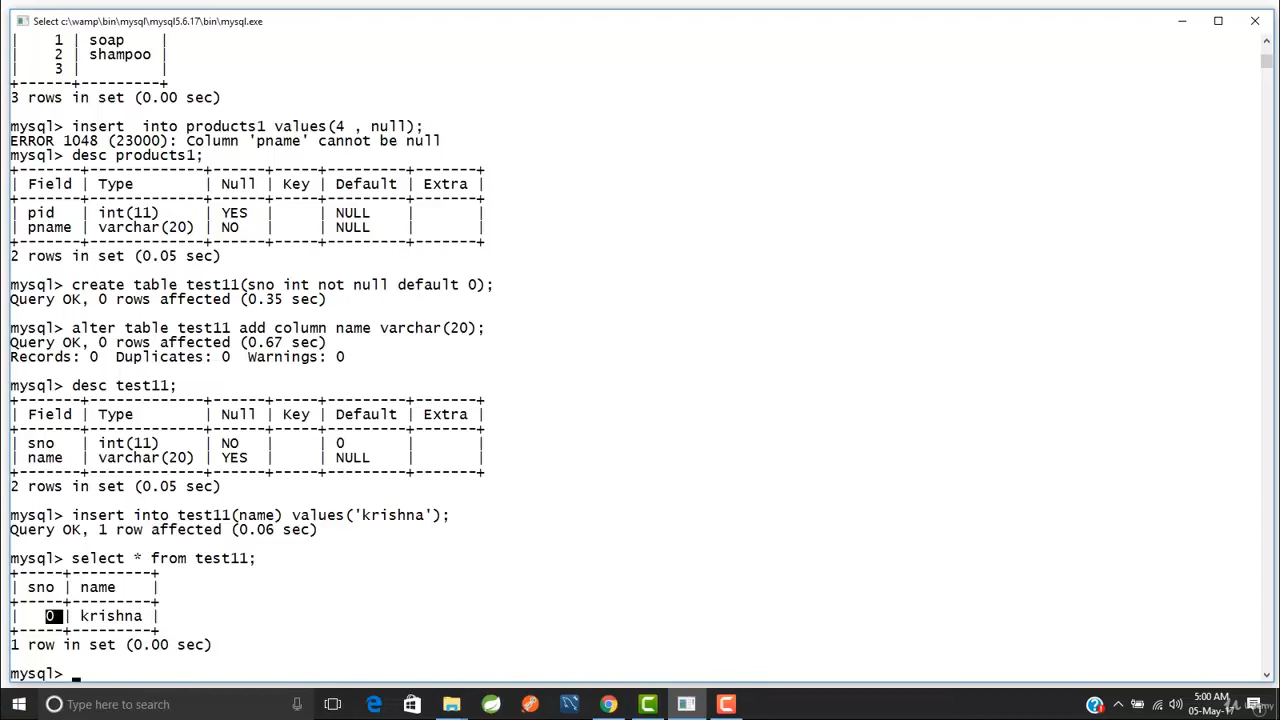 Select c:\wamp\bin\mysql\mysql5.6.17\bin\mysql.exe
|    1 | soap    |
|    2 | shampoo |
|    3 |         |
+------+---------+
3 rows in set (0.00 sec)
mysql> insert  into products1 values(4 , null);
ERROR 1048 (23000): Column 'pname' cannot be null
mysql> desc products1;
+-------+-------------+------+-----+---------+-------+
| Field | Type        | Null | Key | Default | Extra |
+-------+-------------+------+-----+---------+-------+
| pid   | int(11)     | YES  |     | NULL    |       |
| pname | varchar(20) | NO   |     | NULL    |       |
+-------+-------------+------+-----+---------+-------+
2 rows in set (0.05 sec)
mysql> create table test11(sno int not null default 0);
Query OK, 0 rows affected (0.35 sec)
mysql> alter table test11 add column name varchar(20);
Query OK, 0 rows affected (0.67 sec)
Records: 0  Duplicates: 0  Warnings: 0
mysql> desc test11;
+-------+-------------+------+-----+---------+-------+
| Field | Type        | Null | Key | Default | Extra |
+-------+-------------+------+-----+---------+-------+
| sno   | int(11)     | NO   |     | 0       |       |
| name  | varchar(20) | YES  |     | NULL    |       |
+-------+-------------+------+-----+---------+-------+
2 rows in set (0.05 sec)
mysql> insert into test11(name) values('krishna');
Query OK, 1 row affected (0.06 sec)
mysql> select * from test11;
+-----+---------+
| sno | name    |
+-----+---------+
|   0 | krishna |
+-----+---------+
1 row in set (0.00 sec)
mysql> _
Type here to search
5:00 AM
05-May-1